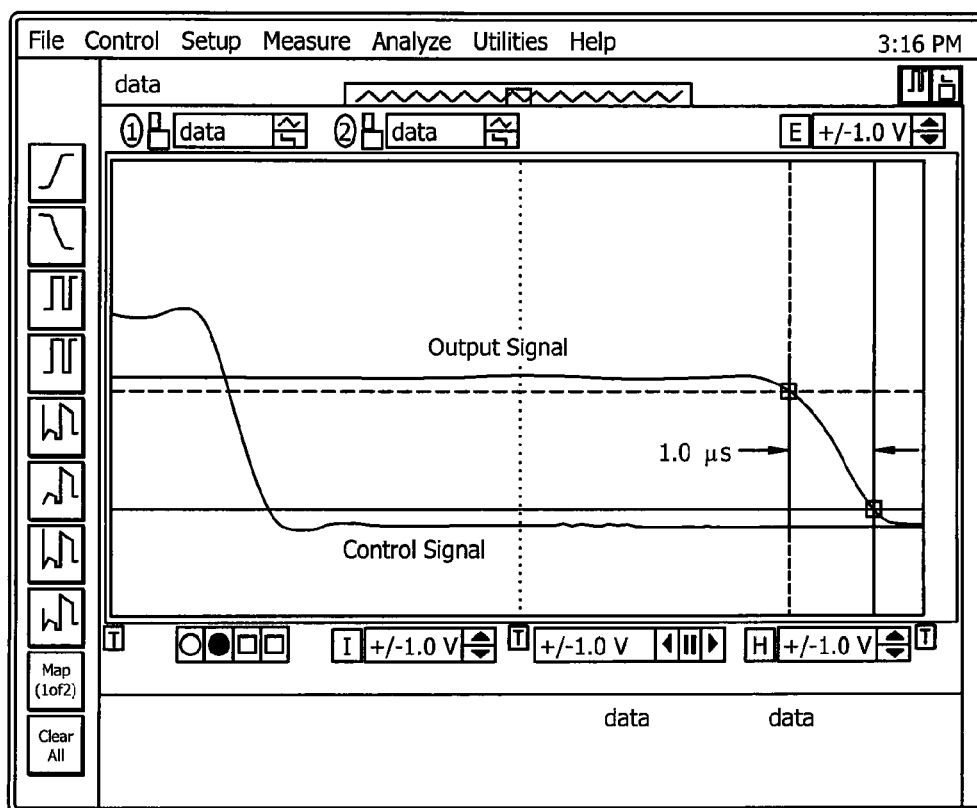 File Control Setup Measure Analyze Utilities Help 3:16 PM
data
1 data 2 data E +/-1.0 V
Output Signal
1.0 μs
Control Signal
T I +/-1.0 V T +/-1.0 V H +/-1.0 V T
Map
(1of2)
data data
Clear
All